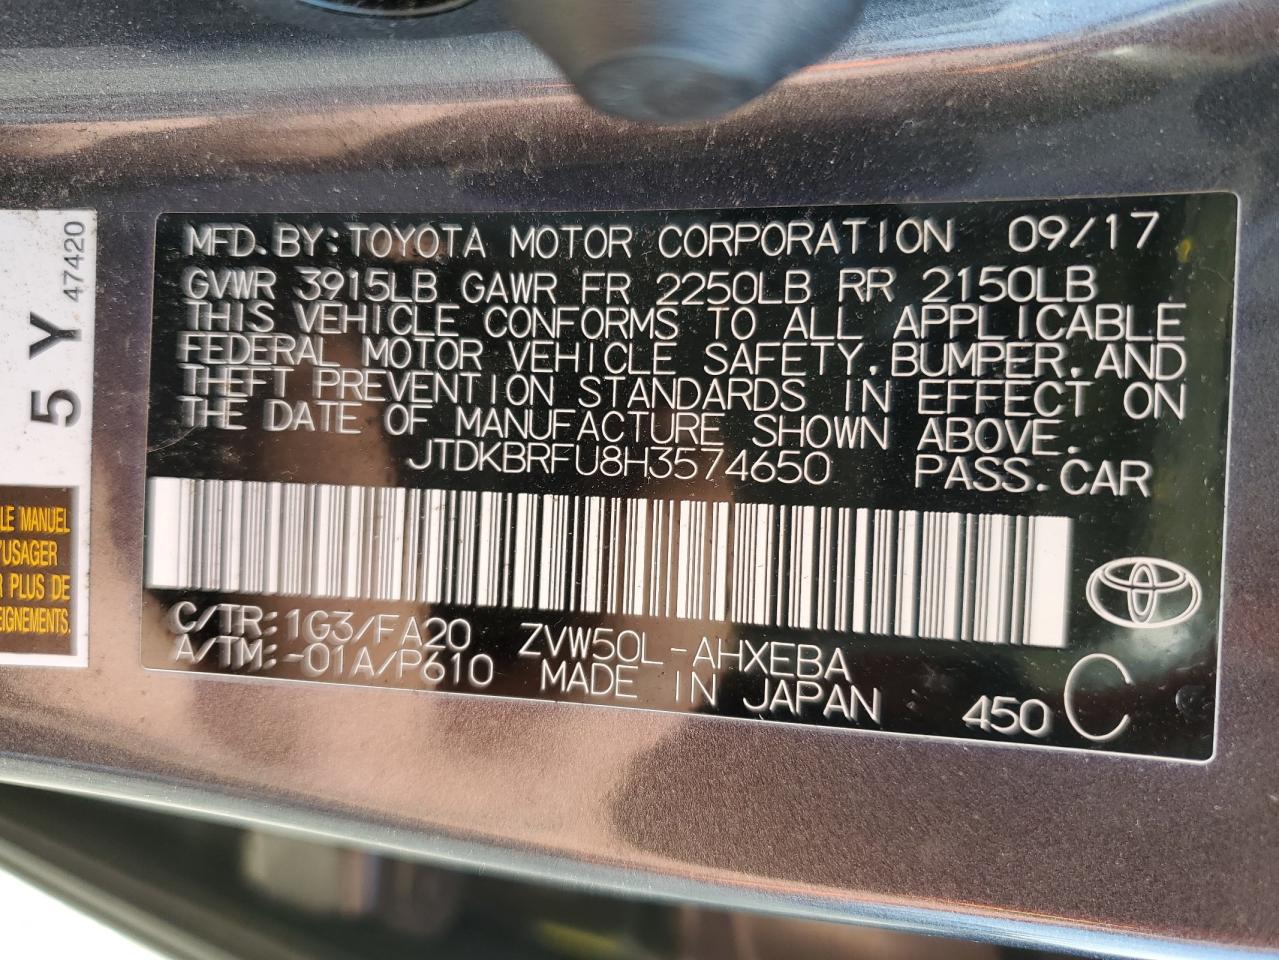 MFD.BY:TOYOTA MOTOR CORPORATION 09/17
GVWR 3915LB GAWR FR 2250LB RR 2150LB
THIS VEHICLE CONFORMS TO ALL APPLICABLE
FEDERAL MOTOR VEHICLE SAFETY.BUMPER.AND
THEFT PREVENTION STANDARDS IN EFFECT ON
THE DATE OF MANUFACTURE SHOWN ABOVE.
JTDKBRFU8H3574650 PASS.CAR
C/TR:1G3/FA20 ZVW50L-AHXEBA
A/TM:-01A/P610 MADE IN JAPAN 450 C
5 Y 47420
LE MANUEL
'USAGER
R PLUS DE
EIGNEMENTS.